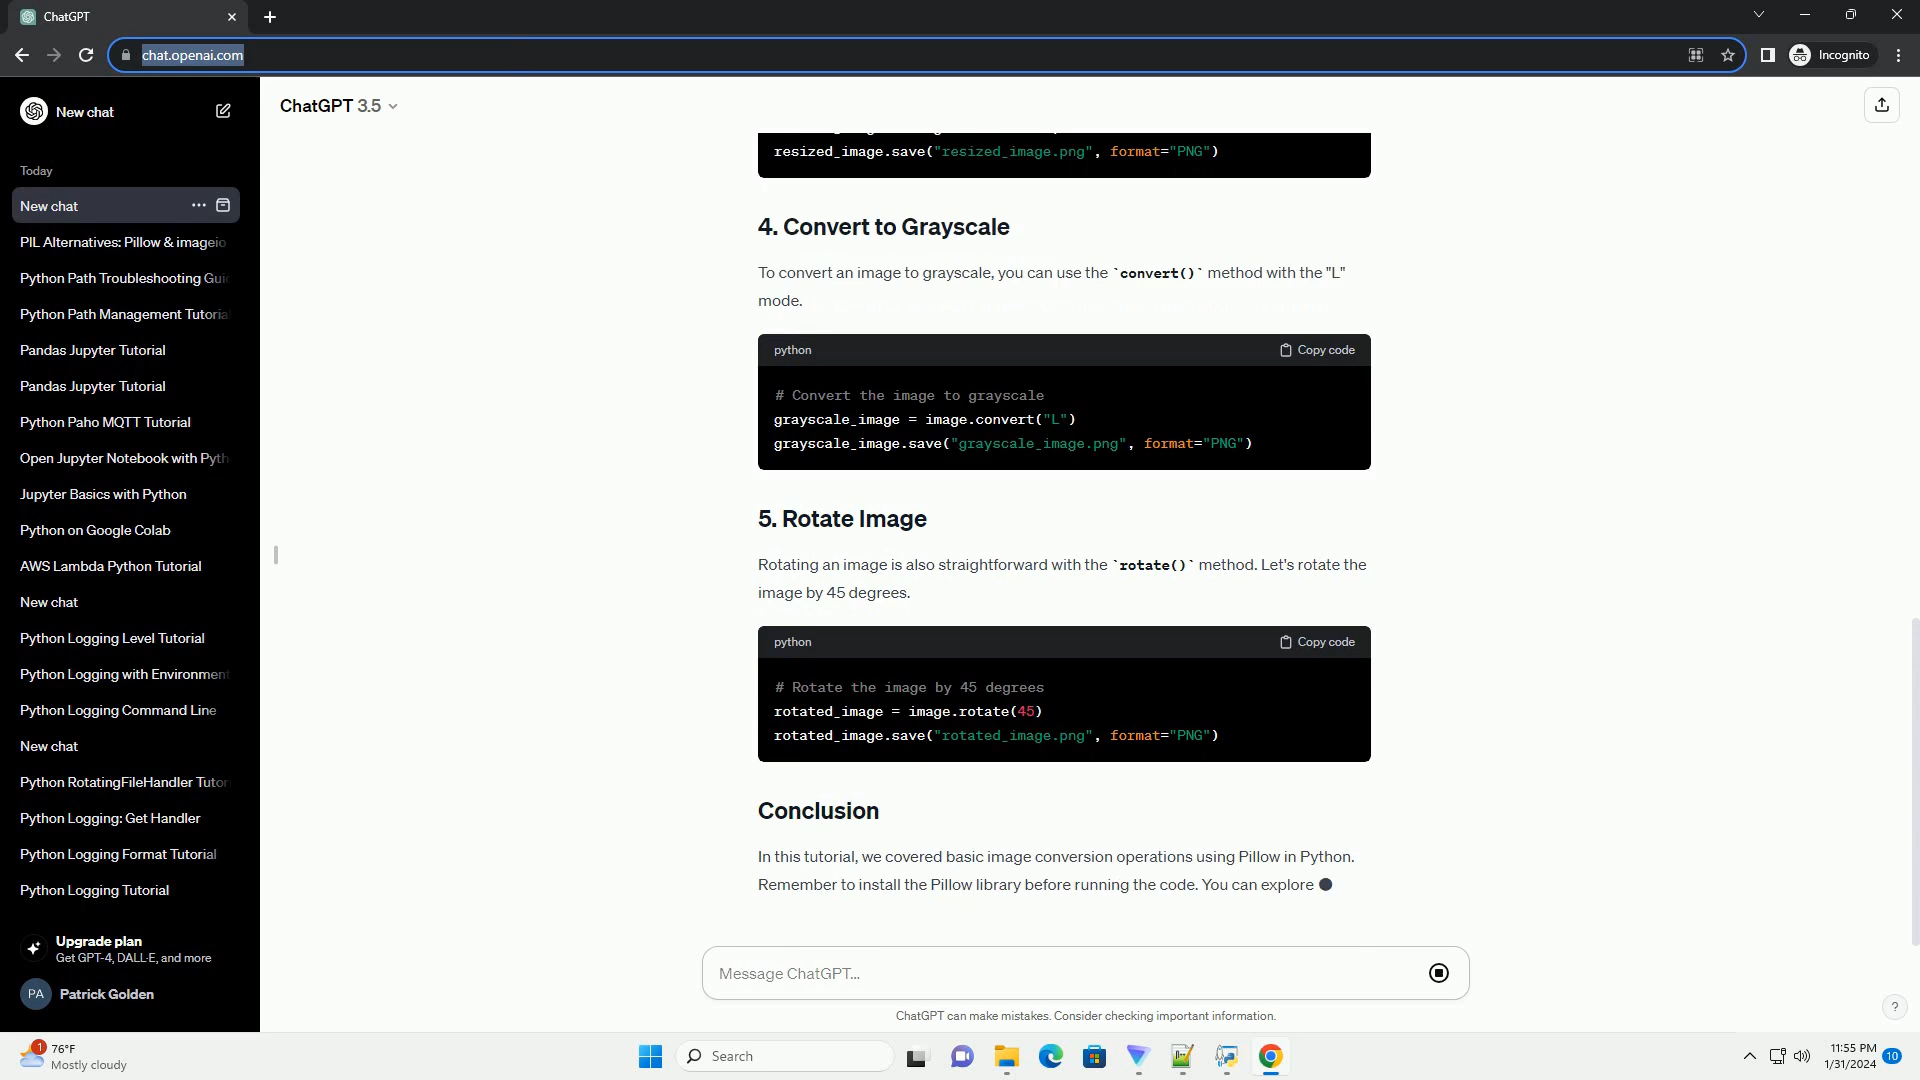 ChatGPT
chat.openai.com
Incognito
New chat
ChatGPT 3.5
Today
New chat
PIL Alternatives: Pillow & imageio
Python Path Troubleshooting Gui
Python Path Management Tutoria
Pandas Jupyter Tutorial
Pandas Jupyter Tutorial
Python Paho MQTT Tutorial
Open Jupyter Notebook with Pyth
Jupyter Basics with Python
Python on Google Colab
AWS Lambda Python Tutorial
New chat
Python Logging Level Tutorial
Python Logging with Environment
Python Logging Command Line
New chat
Python RotatingFileHandler Tutor
Python Logging: Get Handler
Python Logging Format Tutorial
Python Logging Tutorial
Upgrade plan
Get GPT-4, DALL·E, and more
PA Patrick Golden
resized_image.save("resized_image.png", format="PNG")
4. Convert to Grayscale
To convert an image to grayscale, you can use the `convert()` method with the "L"
mode.
python Copy code
# Convert the image to grayscale
grayscale_image = image.convert("L")
grayscale_image.save("grayscale_image.png", format="PNG")
5. Rotate Image
Rotating an image is also straightforward with the `rotate()` method. Let's rotate the
image by 45 degrees.
python Copy code
# Rotate the image by 45 degrees
rotated_image = image.rotate(45)
rotated_image.save("rotated_image.png", format="PNG")
Conclusion
In this tutorial, we covered basic image conversion operations using Pillow in Python.
Remember to install the Pillow library before running the code. You can explore
Message ChatGPT...
ChatGPT can make mistakes. Consider checking important information.
?
1
76°F
Mostly cloudy
Search
11:55 PM
1/31/2024
10